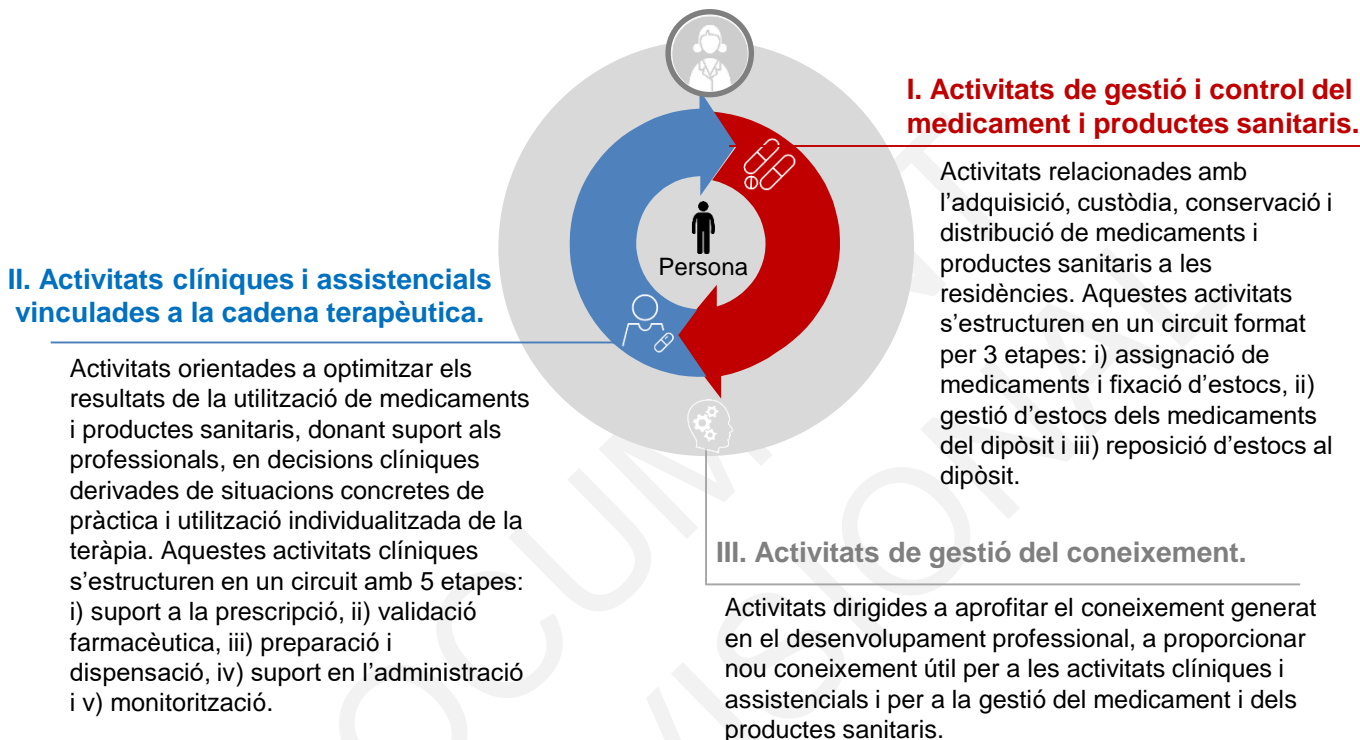 I. Activitats de gestió i control del
medicament i productes sanitaris.
Activitats relacionades amb
l’adquisició, custòdia, conservació i
distribució de medicaments i
productes sanitaris a les
residències. Aquestes activitats
s’estructuren en un circuit format
per 3 etapes: i) assignació de
medicaments i fixació d’estocs, ii)
gestió d’estocs dels medicaments
del dipòsit i iii) reposició d’estocs al
dipòsit.
Persona
II. Activitats clíniques i assistencials
vinculades a la cadena terapèutica.
Activitats orientades a optimitzar els
resultats de la utilització de medicaments
i productes sanitaris, donant suport als
professionals, en decisions clíniques
derivades de situacions concretes de
pràctica i utilització individualitzada de la
teràpia. Aquestes activitats clíniques
s’estructuren en un circuit amb 5 etapes:
i) suport a la prescripció, ii) validació
farmacèutica, iii) preparació i
dispensació, iv) suport en l’administració
i v) monitorització.
III. Activitats de gestió del coneixement.
Activitats dirigides a aprofitar el coneixement generat
en el desenvolupament professional, a proporcionar
nou coneixement útil per a les activitats clíniques i
assistencials i per a la gestió del medicament i dels
productes sanitaris.